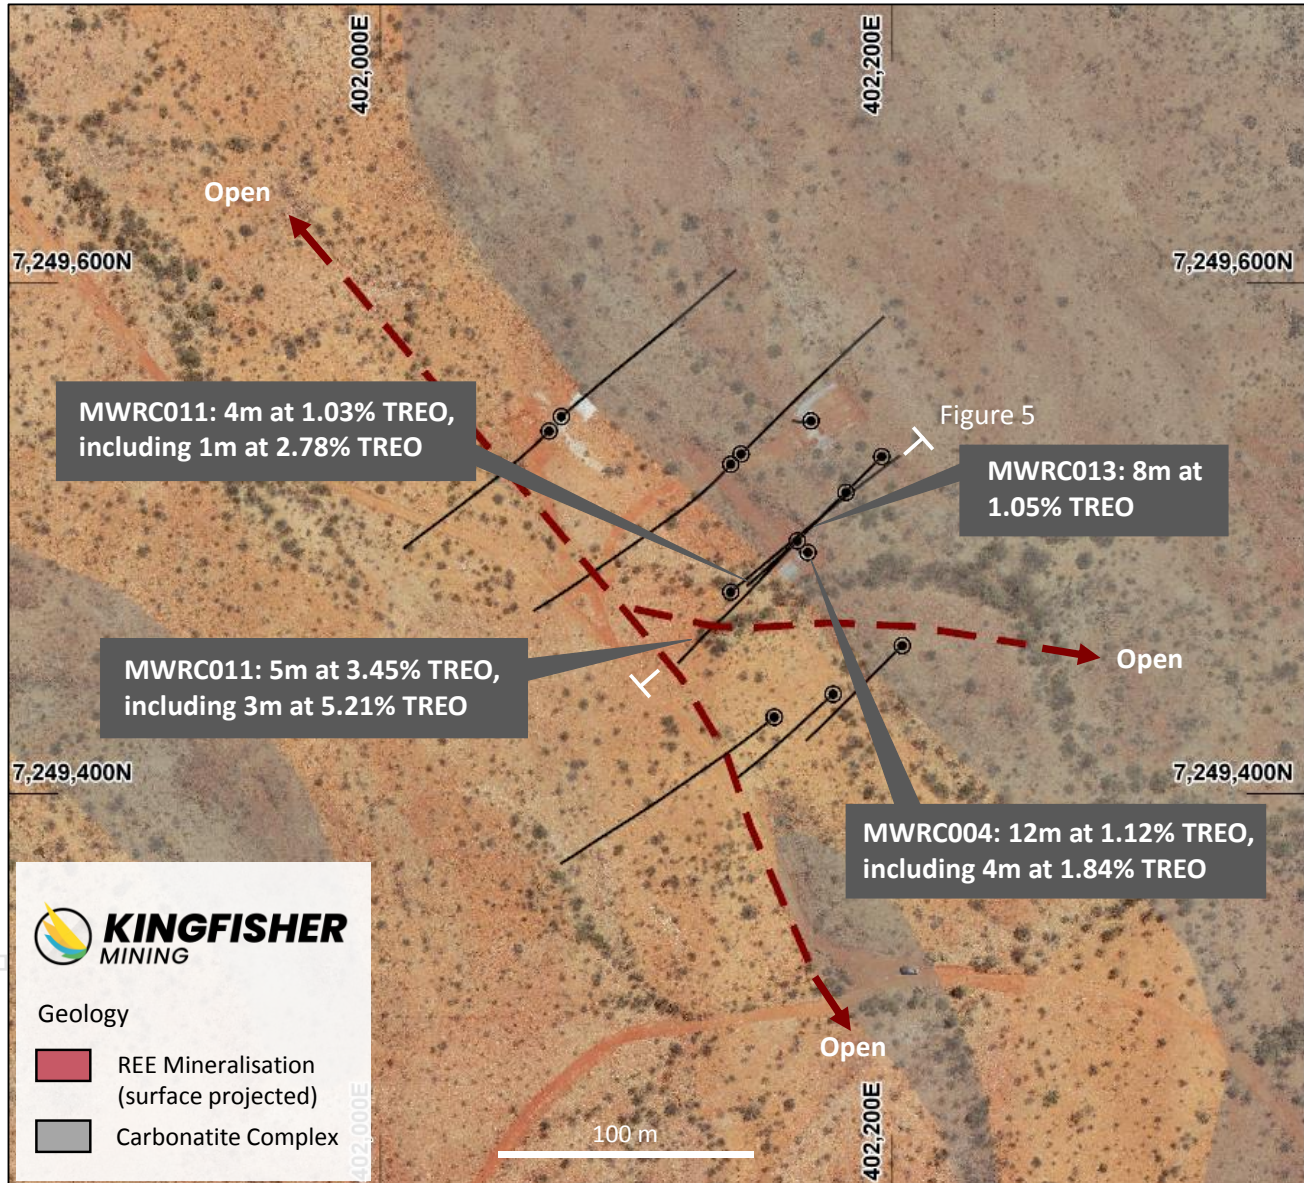 402,000E
402,200E
Open
7,249,600N
7,249,600N
MWRC011: 4m at 1.03% TREO,
including 1m at 2.78% TREO
Figure 5
MWRC013: 8m at
1.05% TREO
MWRC011: 5m at 3.45% TREO,
including 3m at 5.21% TREO
Open
7,249,400N
7,249,400N
MWRC004: 12m at 1.12% TREO,
including 4m at 1.84% TREO
KINGFISHER
MINING
Geology
REE Mineralisation
(surface projected)
Carbonatite Complex
Open
100 m
402,000E
402,200E